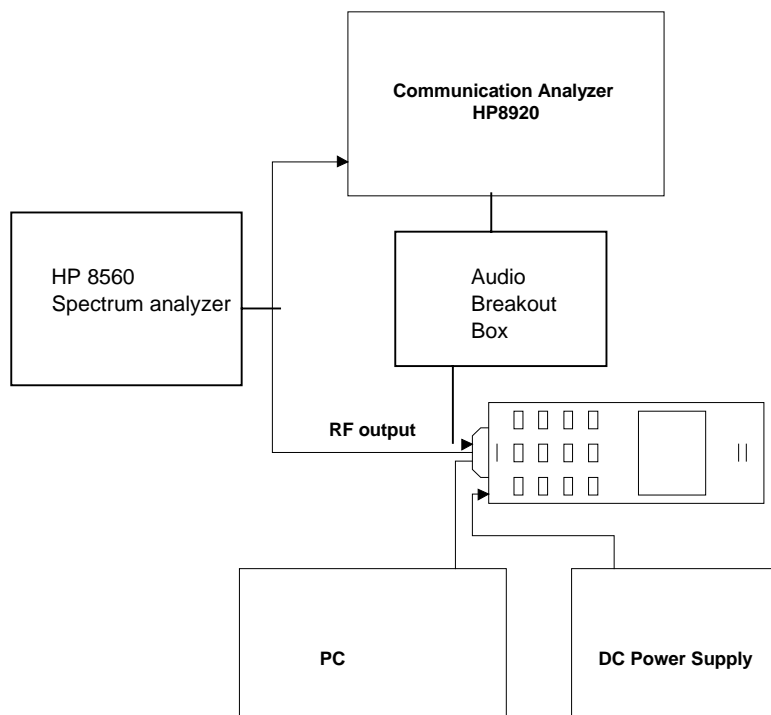 Communication Analyzer
HP8920
HP 8560
Spectrum analyzer
Audio
Breakout
Box
RF output
PC
DC Power Supply